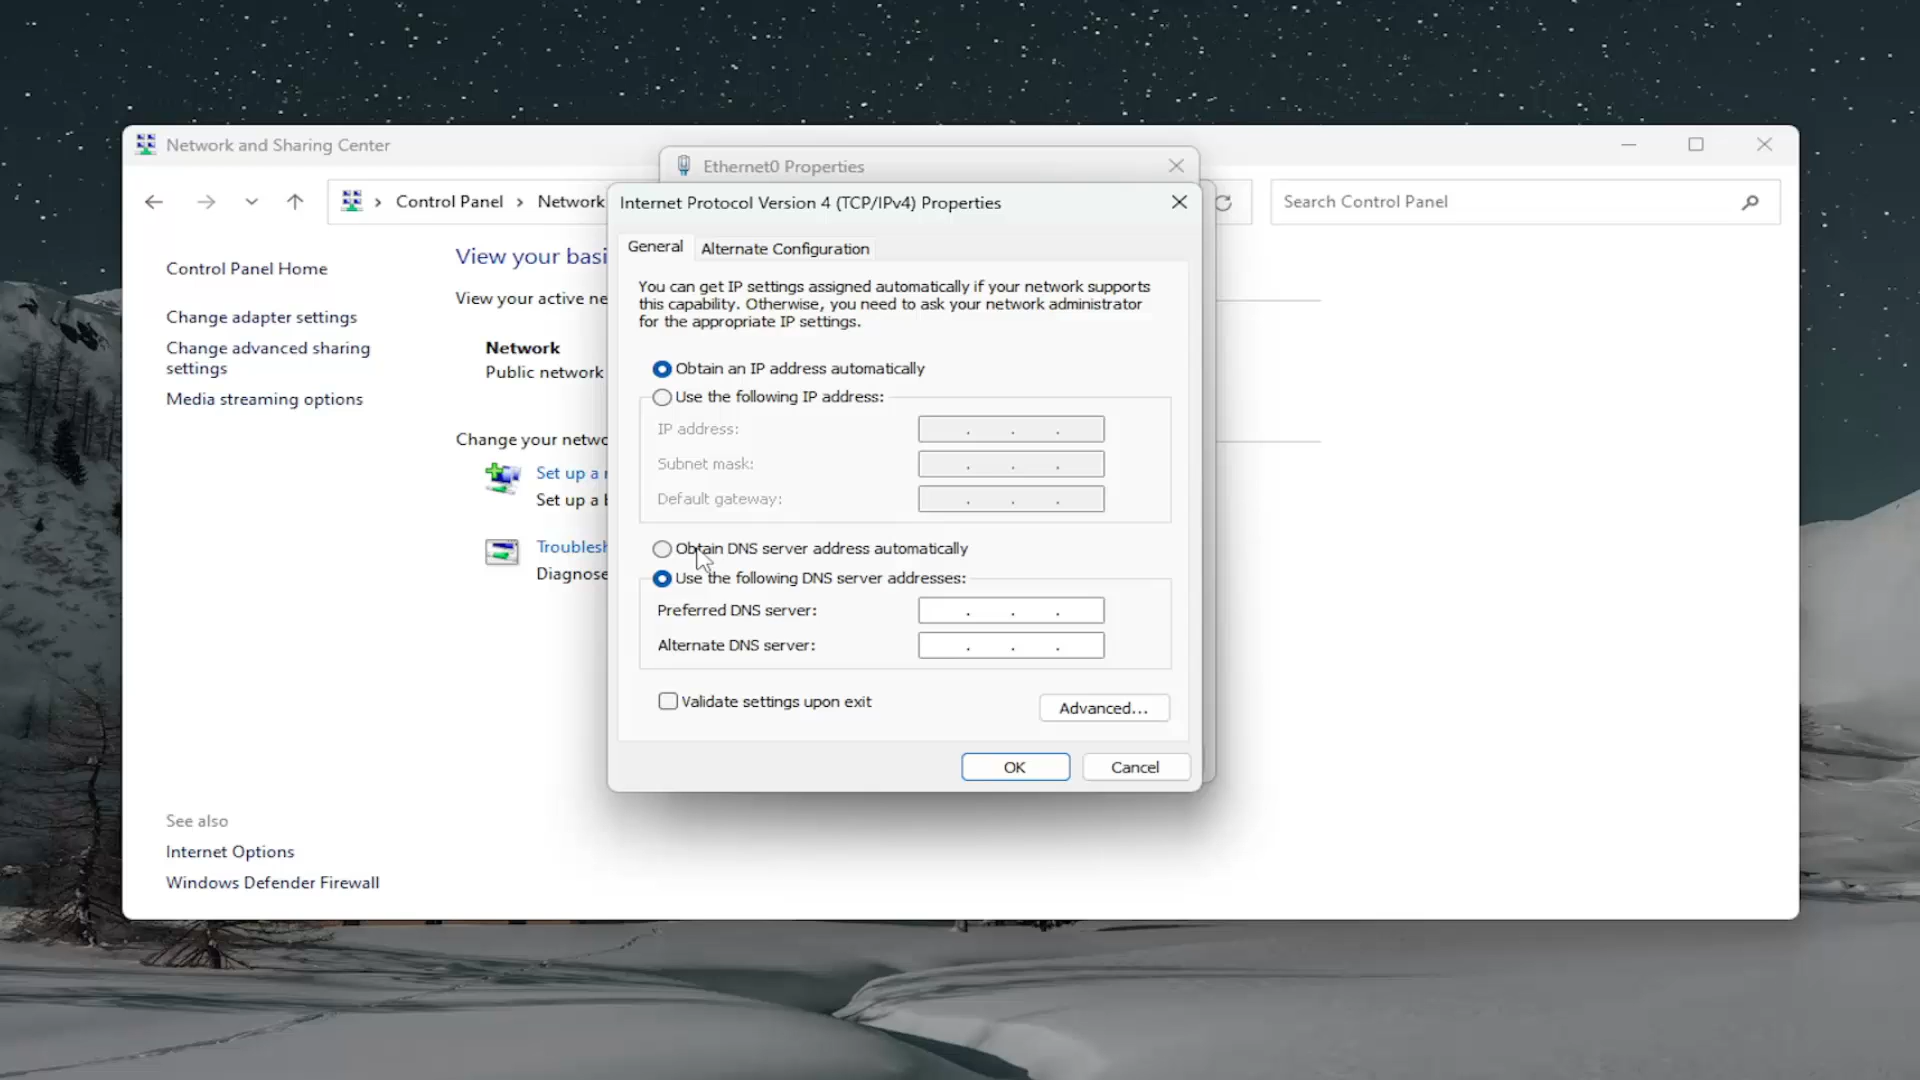 Network and Sharing Center
Control Panel
Network
Search Control Panel
Control Panel Home
Change adapter settings
Change advanced sharing
settings
Media streaming options
See also
Internet Options
Windows Defender Firewall
View your basi
View your active ne
Network
Public network
Change your netwo
Set up a
Set up a
Troubles
Diagnose
Ethernet0 Properties
Internet Protocol Version 4 (TCP/IPv4) Properties
General
Alternate Configuration
You can get IP settings assigned automatically if your network supports
this capability. Otherwise, you need to ask your network administrator
for the appropriate IP settings.
Obtain an IP address automatically
Use the following IP address:
IP address:
Subnet mask:
Default gateway:
Obtain DNS server address automatically
Use the following DNS server addresses:
Preferred DNS server:
Alternate DNS server:
Validate settings upon exit
Advanced...
OK
Cancel